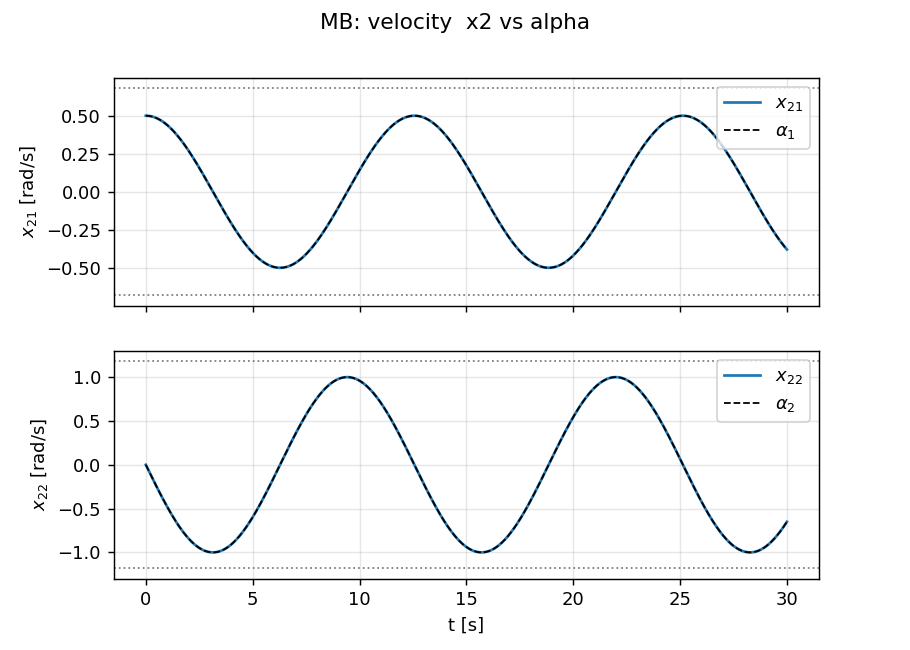 MB: velocity  x2 vs alpha
x₂₁ [rad/s]
0.50
0.25
0.00
−0.25
−0.50
x₂₁
α₁
x₂₂ [rad/s]
1.0
0.5
0.0
−0.5
−1.0
x₂₂
α₂
0 5 10 15 20 25 30
t [s]